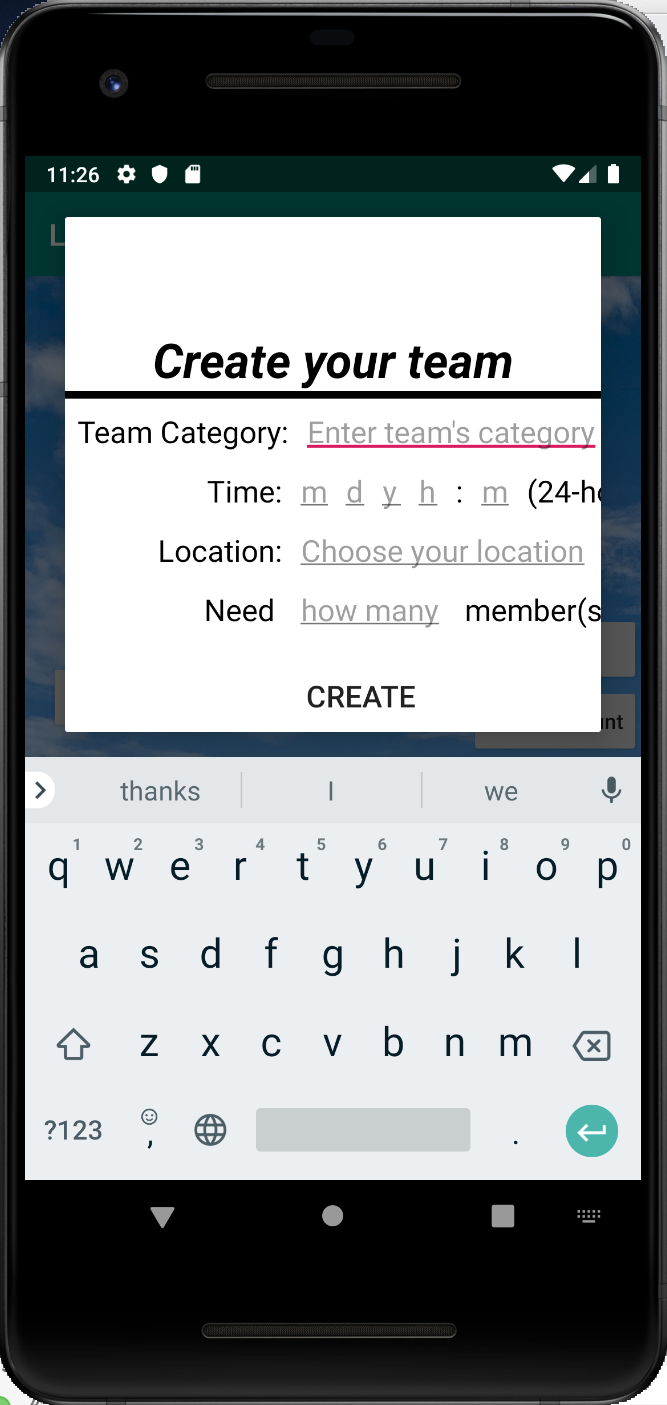 11:26
L
Create your team
Team Category: Enter team's category
Time: m d y h : m (24-h
Location: Choose your location
Need how many member(s
CREATE
nt
thanks I we
1 2 3 4 5 6 7 8 9 0
q w e r t y u i o p
a s d f g h j k l
z x c v b n m
?123 , .